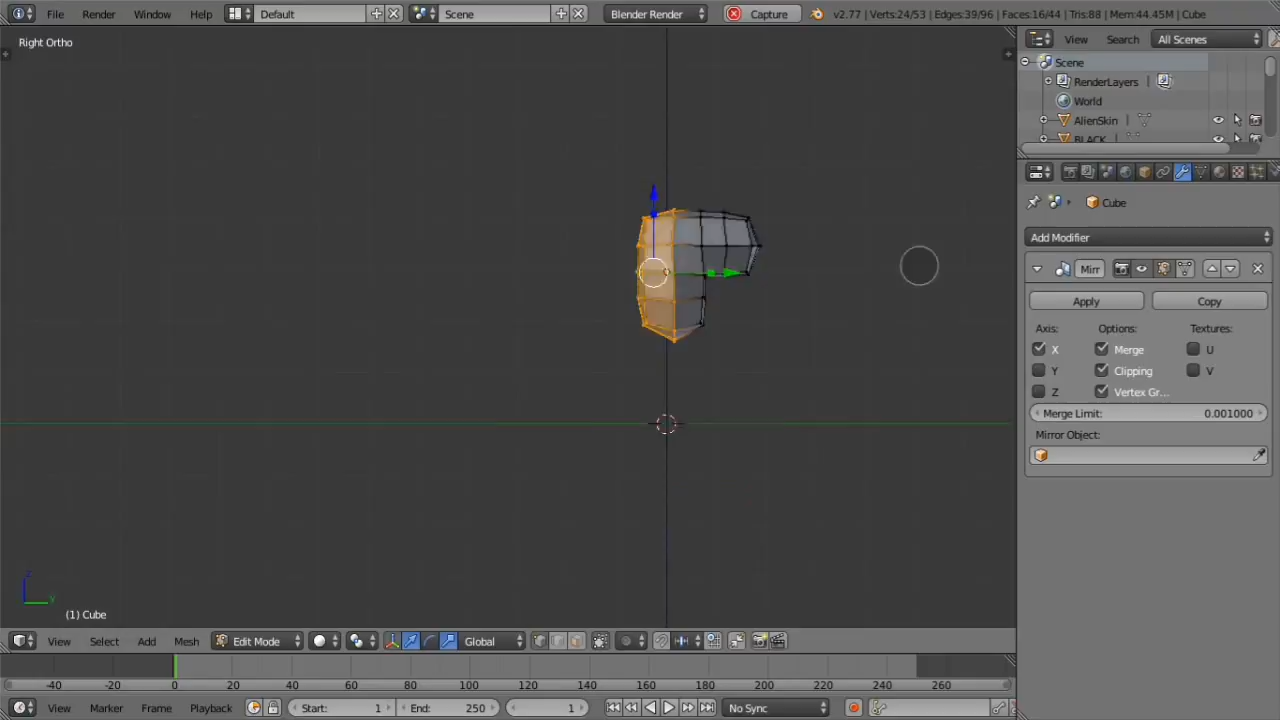 File Render Window Help Default Scene Blender Render Capture v2.77 | Verts:24/53 | Edges:39/96 | Faces:16/44 | Tris:88 | Mem:44.45M | Cube
Right Ortho
View Search All Scenes
Scene
RenderLayers
World
AlienSkin
BLACK
Cube
Add Modifier
Mirr
Apply Copy
Axis: Options: Textures:
X Merge U
Y Clipping V
Z Vertex Gr...
Merge Limit: 0.001000
Mirror Object:
z
y
(1) Cube
View Select Add Mesh Edit Mode Global
-40 -20 0 20 40 60 80 100 120 140 160 180 200 220 240 260
View Marker Frame Playback Start: 1 End: 250 1 No Sync